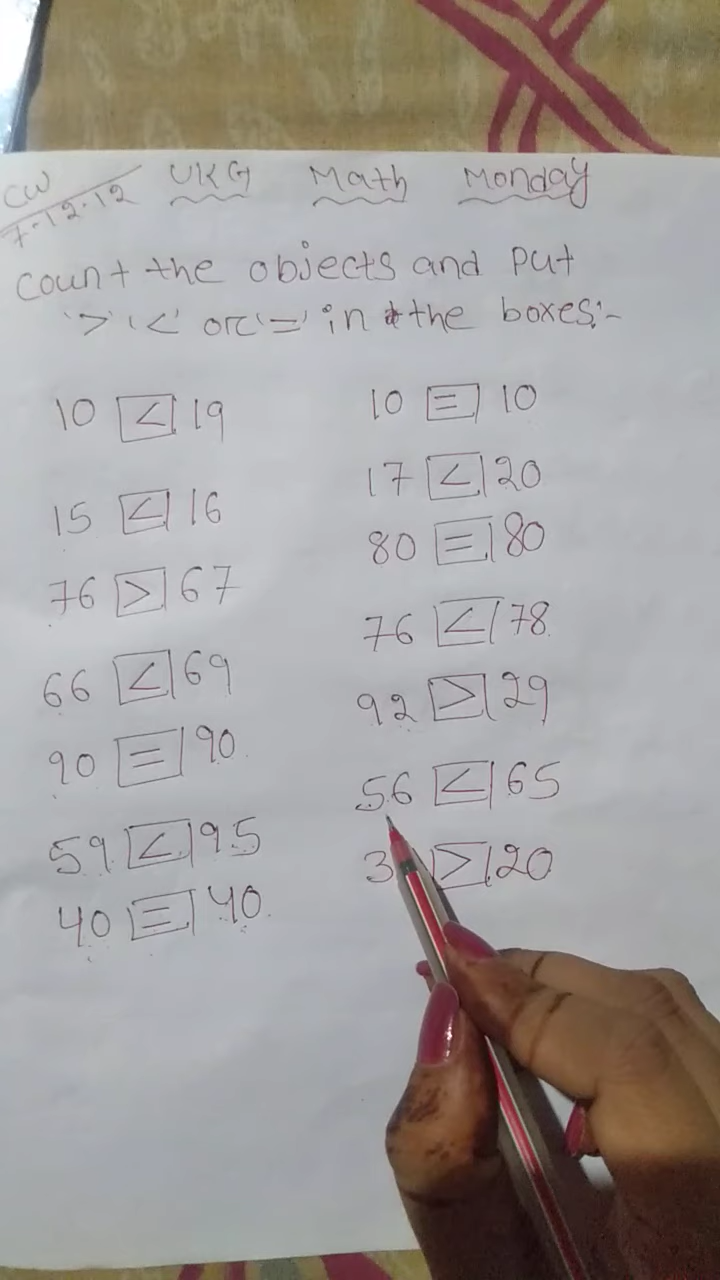 CW UKG Math Monday
7.12.12
Count the objects and put
'>' '<' or '=' in the boxes:-
10 < 19
15 < 16
76 > 67
66 < 69
90 = 90
59 < 95
40 = 40
10 = 10
17 < 20
80 = 80
76 < 78
92 > 29
56 < 65
> 20